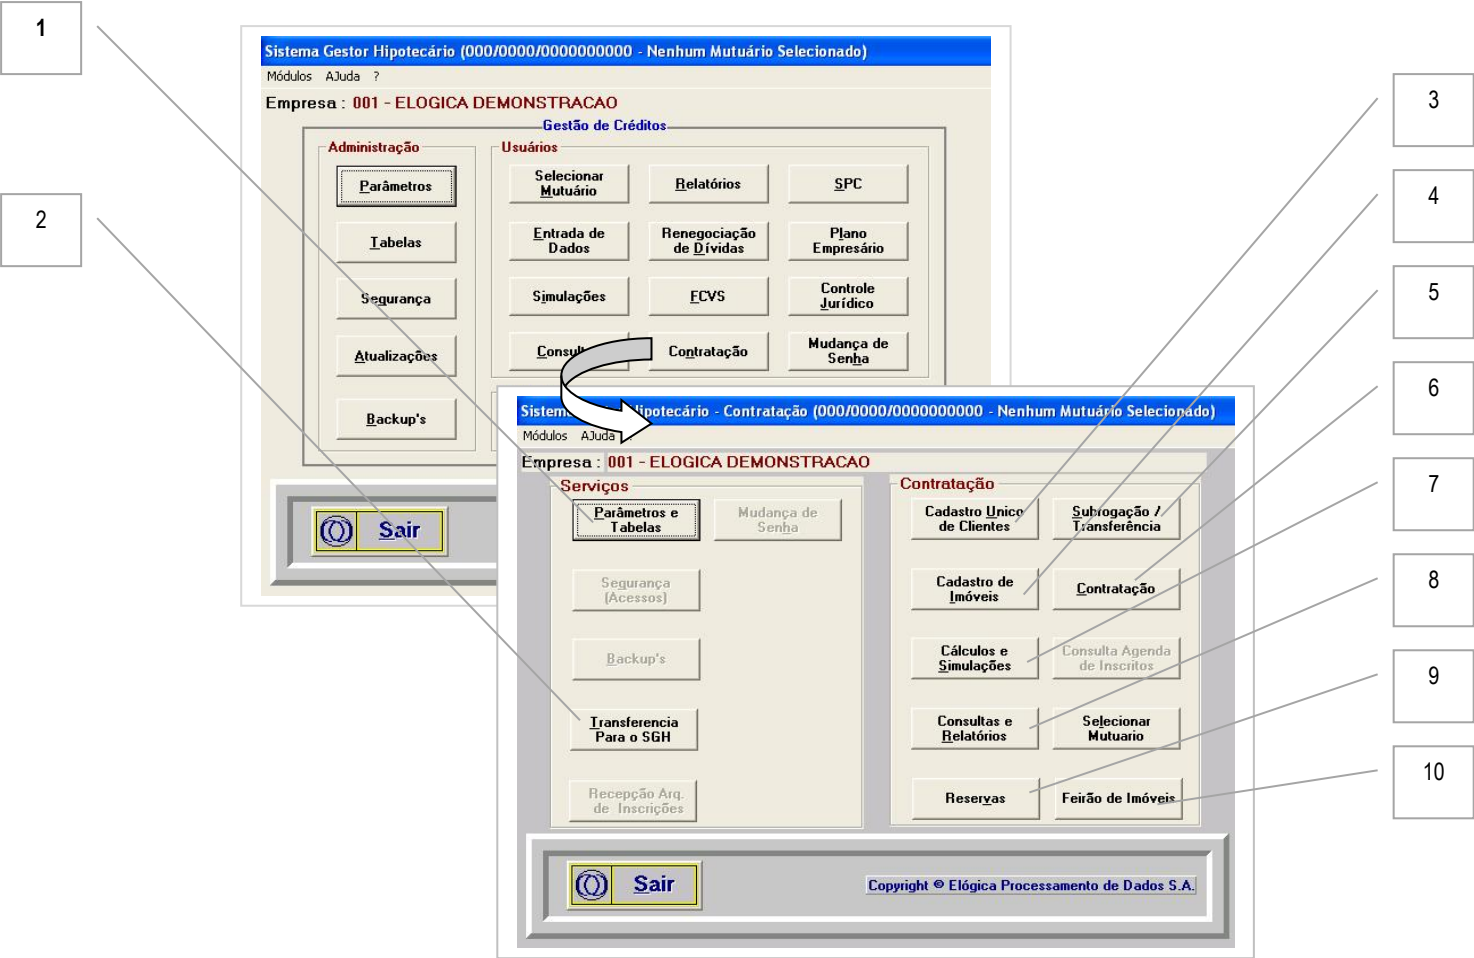 1
2
3
4
5
6
7
8
9
10
Sistema Gestor Hipotecário (000/0000/0000000000 - Nenhum Mutuário Selecionado)
Módulos AJuda ?
Empresa : 001 - ELOGICA DEMONSTRACAO
Gestão de Créditos
Administração
Parâmetros
Tabelas
Segurança
Atualizações
Backup's
Usuários
Selecionar
Mutuário
Relatórios
SPC
Entrada de
Dados
Renegociação
de Dívidas
Plano
Empresário
Simulações
FCVS
Controle
Jurídico
Consult
Contratação
Mudança de
Senha
Sair
Sistem ipotecário - Contratação (000/0000/0000000000 - Nenhum Mutuário Selecionado)
Módulos AJuda
Empresa : 001 - ELOGICA DEMONSTRACAO
Serviços
Parâmetros e
Tabelas
Mudança de
Senha
Segurança
(Acessos)
Backup's
Transferencia
Para o SGH
Recepção Arq.
de Inscrições
Contratação
Cadastro Unico
de Clientes
Subrogação /
Transferência
Cadastro de
Imóveis
Contratação
Cálculos e
Simulações
Consulta Agenda
de Inscritos
Consultas e
Relatórios
Selecionar
Mutuario
Reservas
Feirão de Imóveis
Sair
Copyright © Elógica Processamento de Dados S.A.